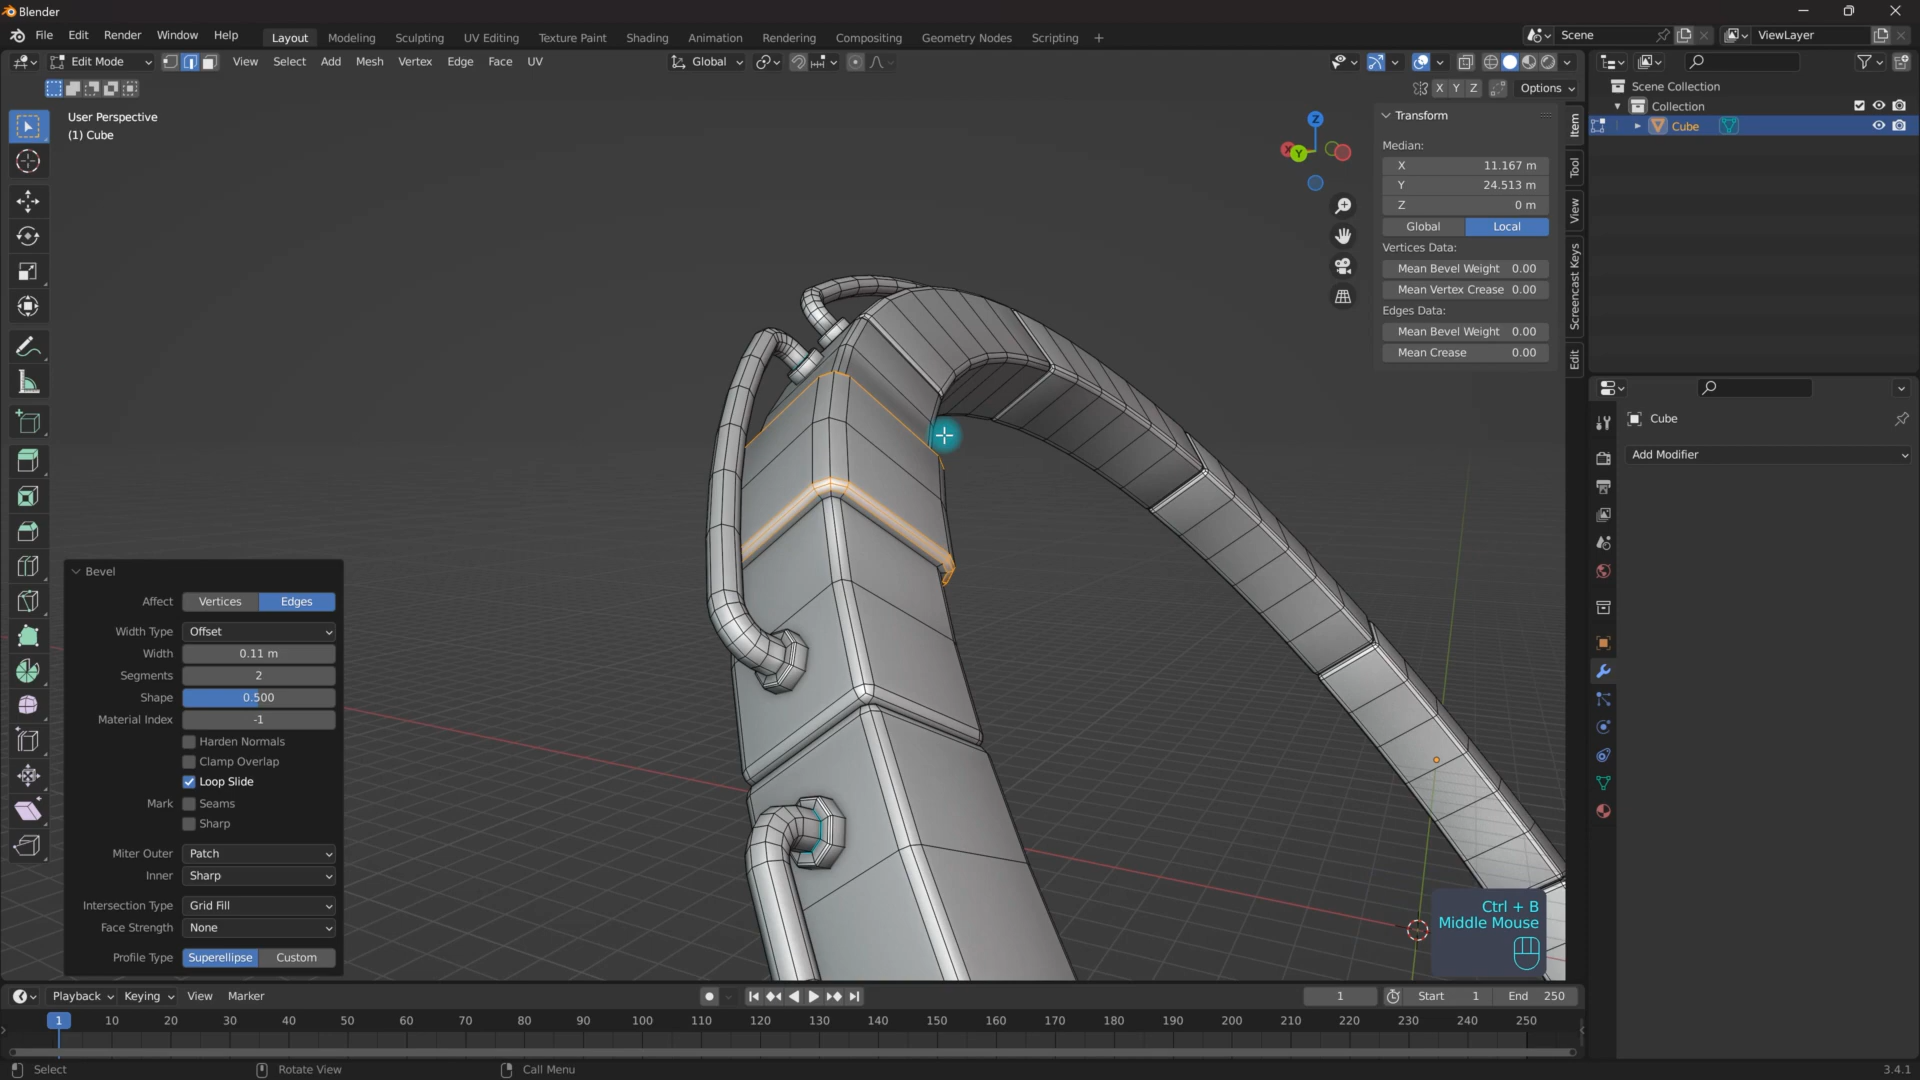 Blender
File Edit Render Window Help
Layout Modeling Sculpting UV Editing Texture Paint Shading Animation Rendering Compositing Geometry Nodes Scripting +
Scene
ViewLayer
Edit Mode
View Select Add Mesh Vertex Edge Face UV
Global
X Y Z
Options
User Perspective
(1) Cube
Z
X
Y
Transform
Median:
X 11.167 m
Y 24.513 m
Z 0 m
Global Local
Vertices Data:
Mean Bevel Weight 0.00
Mean Vertex Crease 0.00
Edges Data:
Mean Bevel Weight 0.00
Mean Crease 0.00
Item
Tool
View
Screencast Keys
Edit
Scene Collection
Collection
Cube
Cube
Add Modifier
Bevel
Affect Vertices Edges
Width Type Offset
Width 0.11 m
Segments 2
Shape 0.500
Material Index -1
Harden Normals
Clamp Overlap
Loop Slide
Mark Seams
Sharp
Miter Outer Patch
Inner Sharp
Intersection Type Grid Fill
Face Strength None
Profile Type Superellipse Custom
Ctrl + B
Middle Mouse
Playback Keying View Marker
1
Start 1
End 250
1 10 20 30 40 50 60 70 80 90 100 110 120 130 140 150 160 170 180 190 200 210 220 230 240 250
Select
Rotate View
Call Menu
3.4.1